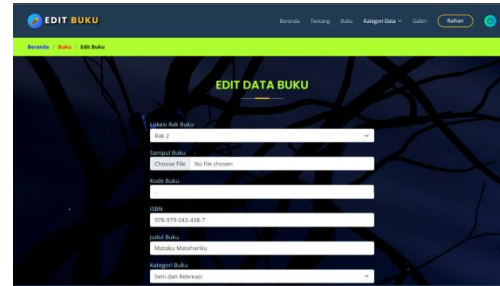 EDIT BUKU
Beranda Tentang Buku Kategori Data Galeri Raihan
Beranda / Buku / Edit Buku
EDIT DATA BUKU
Lokasi Rak Buku
Rak 2
Sampul Buku
Choose File No file chosen
Kode Buku
-
ISBN
978-979-043-438-7
Judul Buku
Mataku Matahariku
Kategori Buku
Seni dan Rekreasi